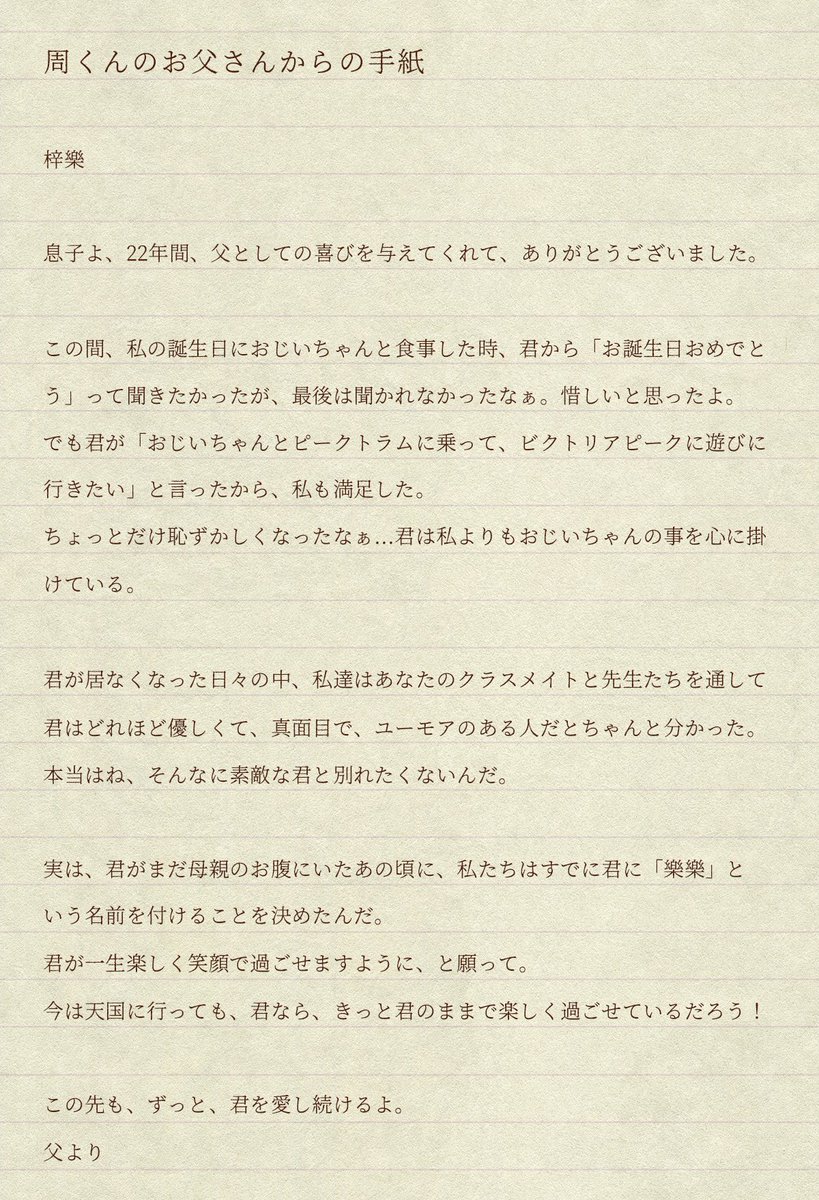 周くんのお父さんからの手紙
梓樂
息子よ、22年間、父としての喜びを与えてくれて、ありがとうございました。
この間、私の誕生日におじいちゃんと食事した時、君から「お誕生日おめでと
う」って聞きたかったが、最後は聞かれなかったなぁ。惜しいと思ったよ。
でも君が「おじいちゃんとピークトラムに乗って、ビクトリアピークに遊びに
行きたい」と言ったから、私も満足した。
ちょっとだけ恥ずかしくなったなぁ…君は私よりもおじいちゃんの事を心に掛
けている。
君が居なくなった日々の中、私達はあなたのクラスメイトと先生たちを通して
君はどれほど優しくて、真面目で、ユーモアのある人だとちゃんと分かった。
本当はね、そんなに素敵な君と別れたくないんだ。
実は、君がまだ母親のお腹にいたあの頃に、私たちはすでに君に「樂樂」と
いう名前を付けることを決めたんだ。
君が一生楽しく笑顔で過ごせますように、と願って。
今は天国に行っても、君なら、きっと君のままで楽しく過ごせているだろう！
この先も、ずっと、君を愛し続けるよ。
父より